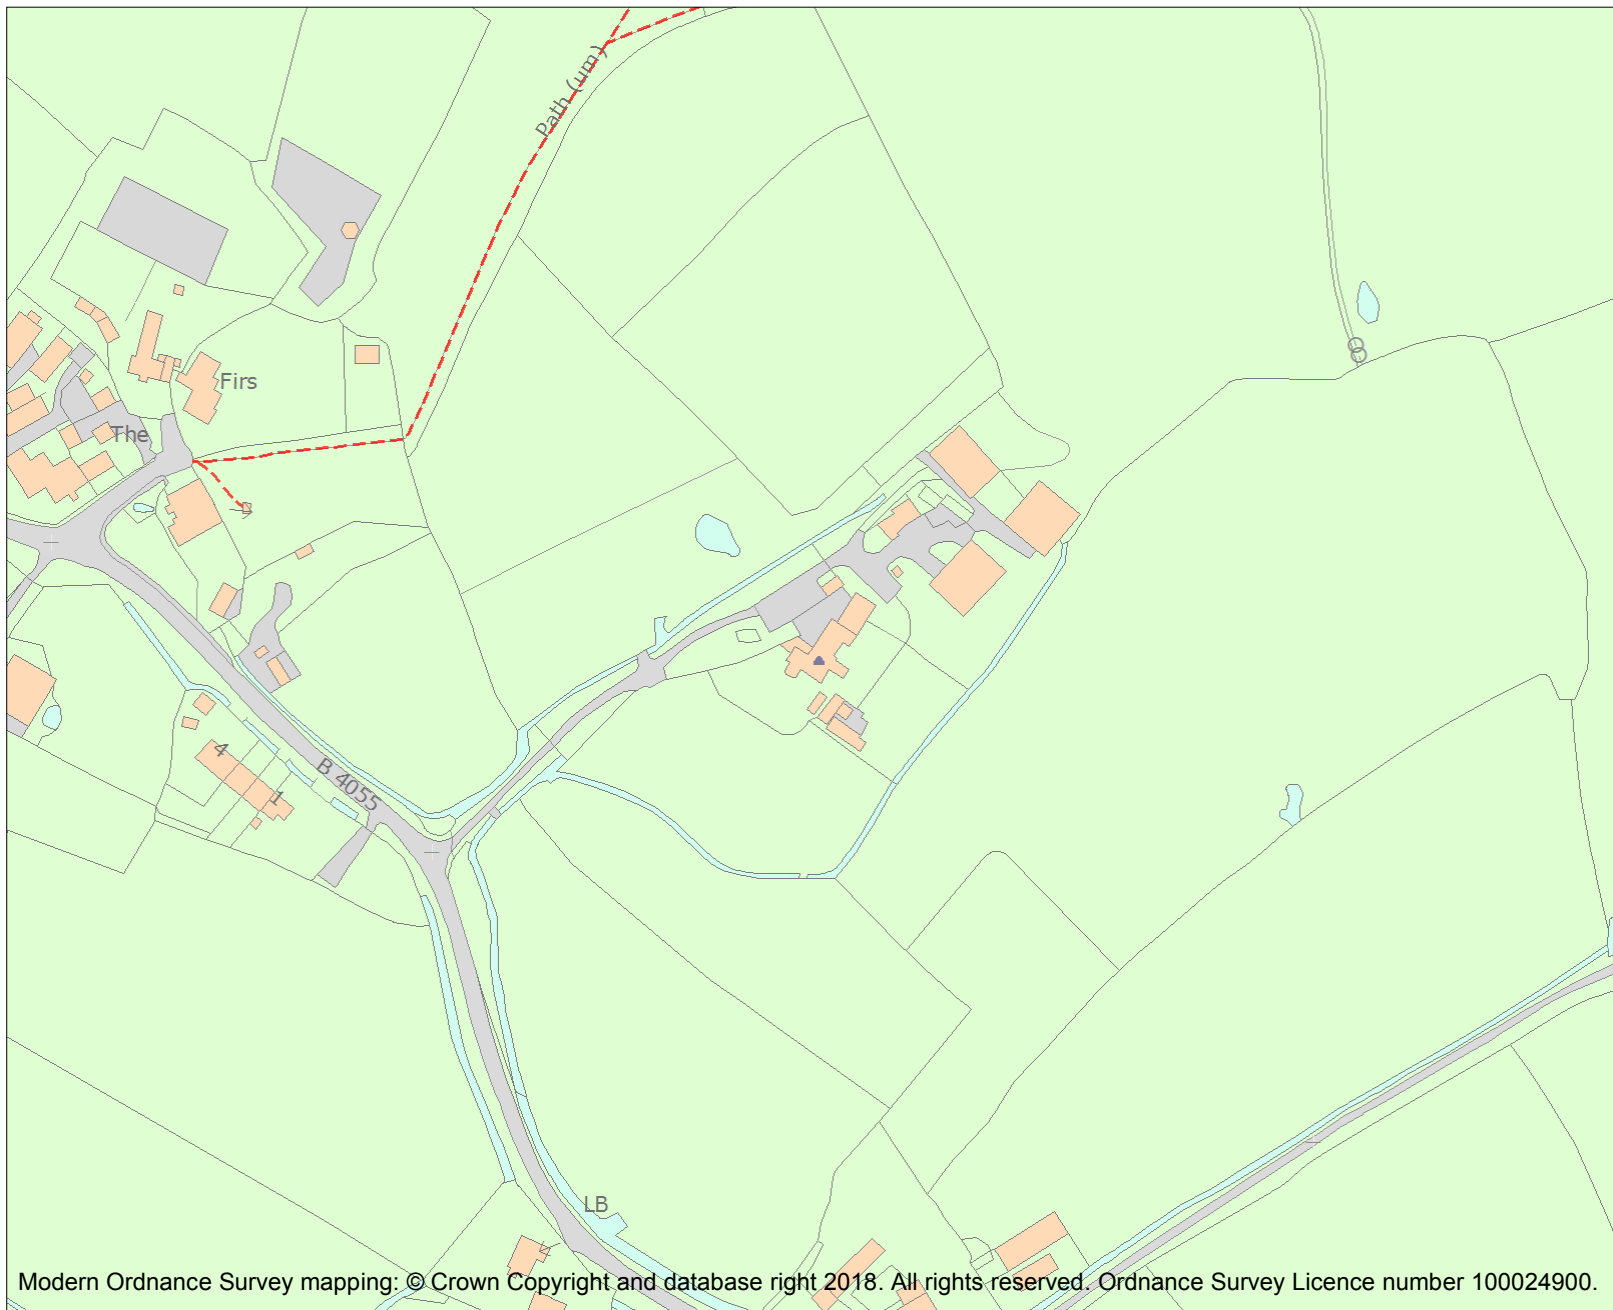 Path (um)
Firs
The
4
1
B 4055
LB
Modern Ordnance Survey mapping: © Crown Copyright and database right 2018. All rights reserved. Ordnance Survey Licence number 100024900.